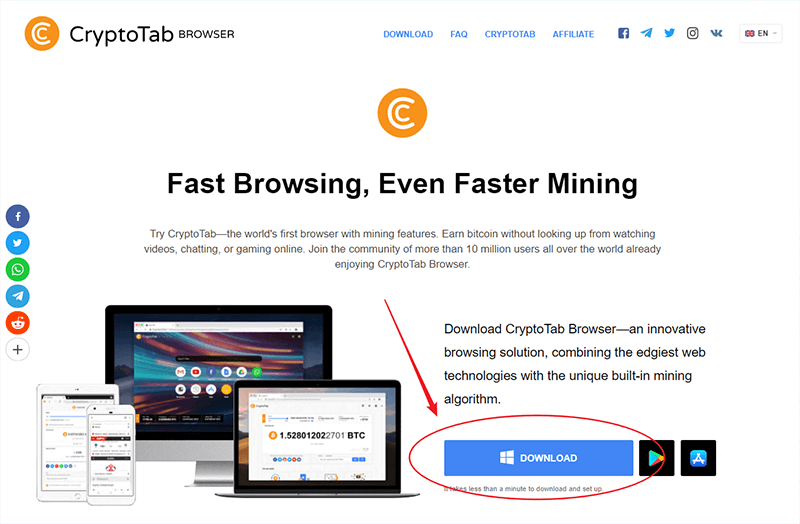 CryptoTab BROWSER
DOWNLOAD FAQ CRYPTOTAB AFFILIATE EN
Fast Browsing, Even Faster Mining
Try CryptoTab—the world's first browser with mining features. Earn bitcoin without looking up from watching
videos, chatting, or gaming online. Join the community of more than 10 million users all over the world already
enjoying CryptoTab Browser.
Download CryptoTab Browser—an innovative
browsing solution, combining the edgiest web
technologies with the unique built-in mining
algorithm.
CryptoTab
CryptoTab
1.528012022701 BTC
DOWNLOAD
It takes less than a minute to download and set up.